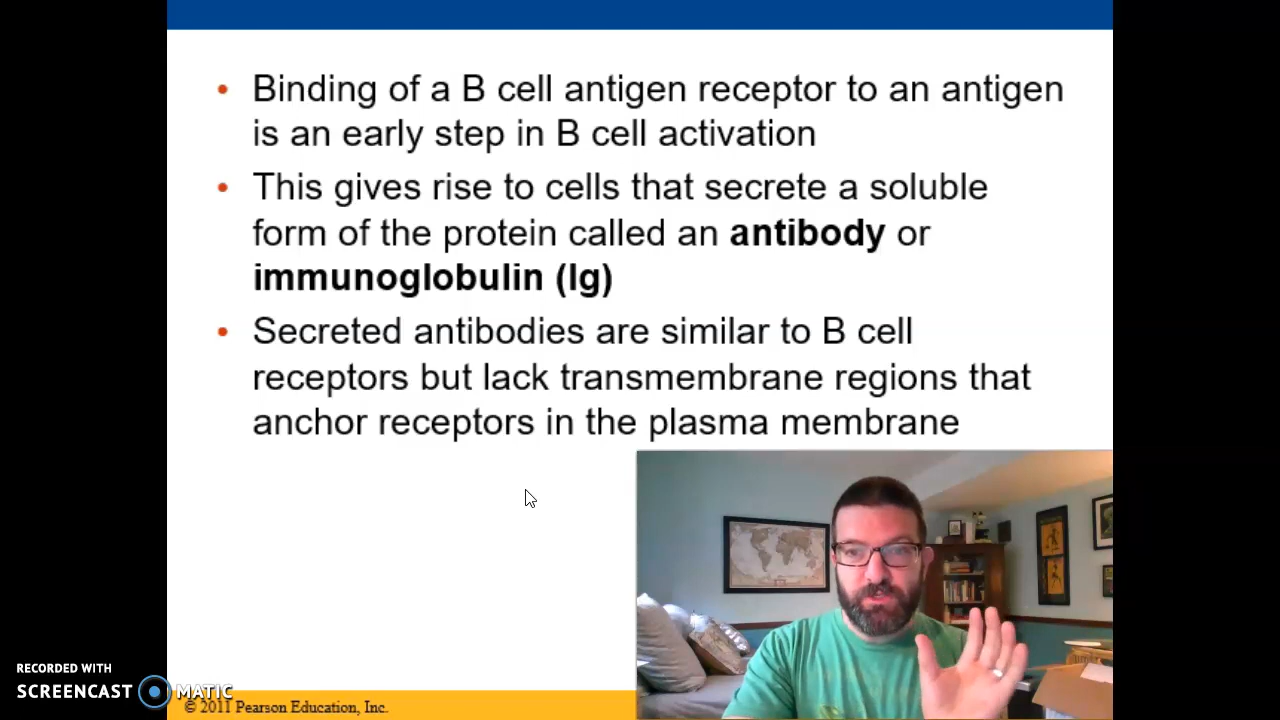 Binding of a B cell antigen receptor to an antigen
is an early step in B cell activation
This gives rise to cells that secrete a soluble
form of the protein called an antibody or
immunoglobulin (Ig)
Secreted antibodies are similar to B cell
receptors but lack transmembrane regions that
anchor receptors in the plasma membrane
RECORDED WITH
SCREENCAST MATIC
© 2011 Pearson Education, Inc.